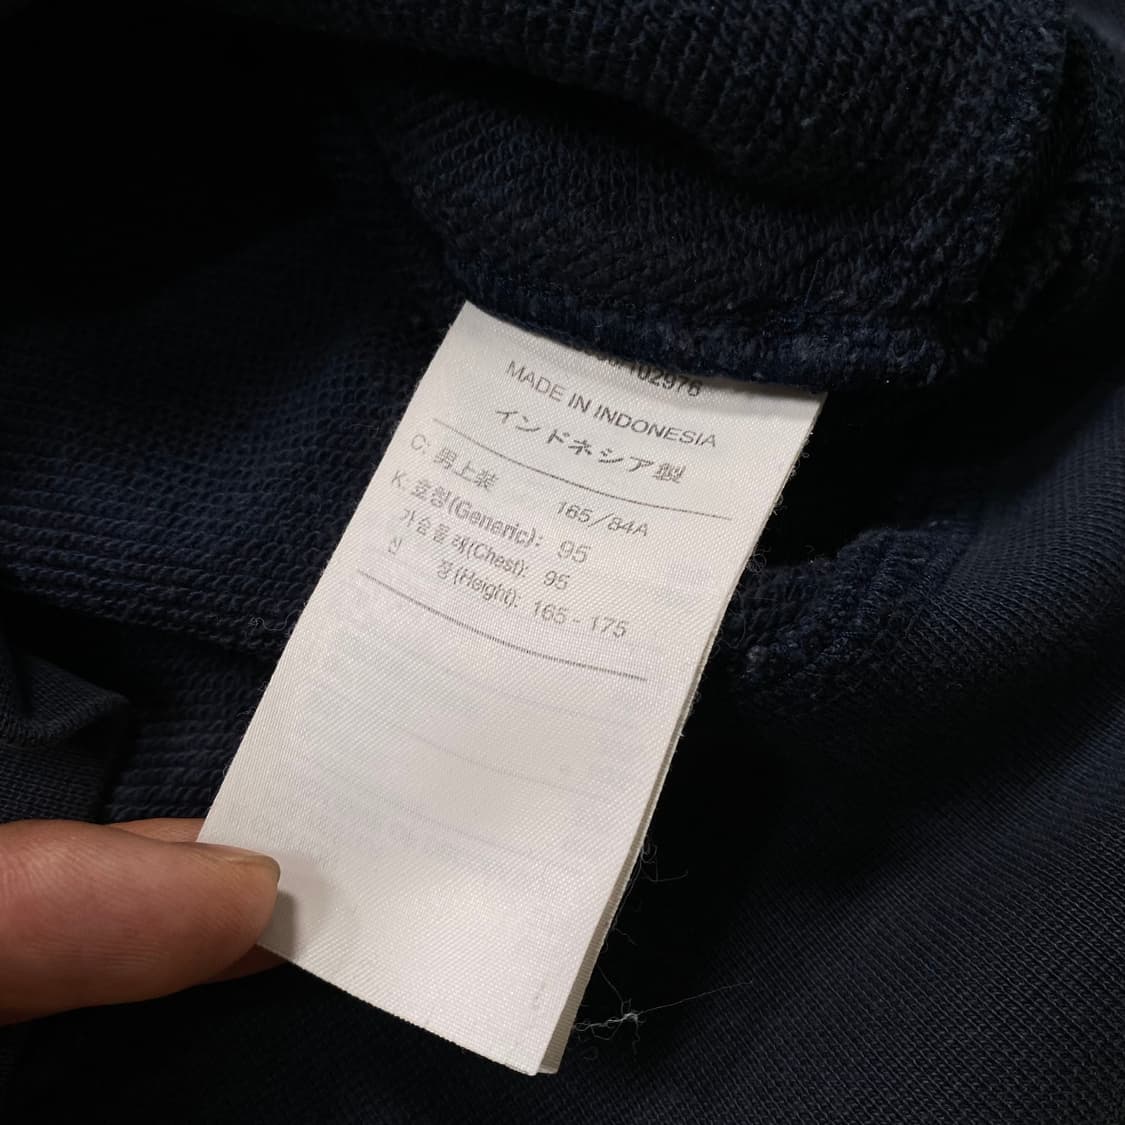 102976
MADE IN INDONESIA
インドネシア製
C: 男上装 165/84A
K: 호칭(Generic): 95
가슴둘레(Chest): 95
신 장(Height): 165 - 175